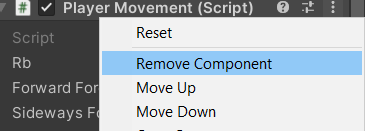 Player Movement (Script)
Script
Reset
Rb
Remove Component
Forward For
Move Up
Sideways Fo
Move Down